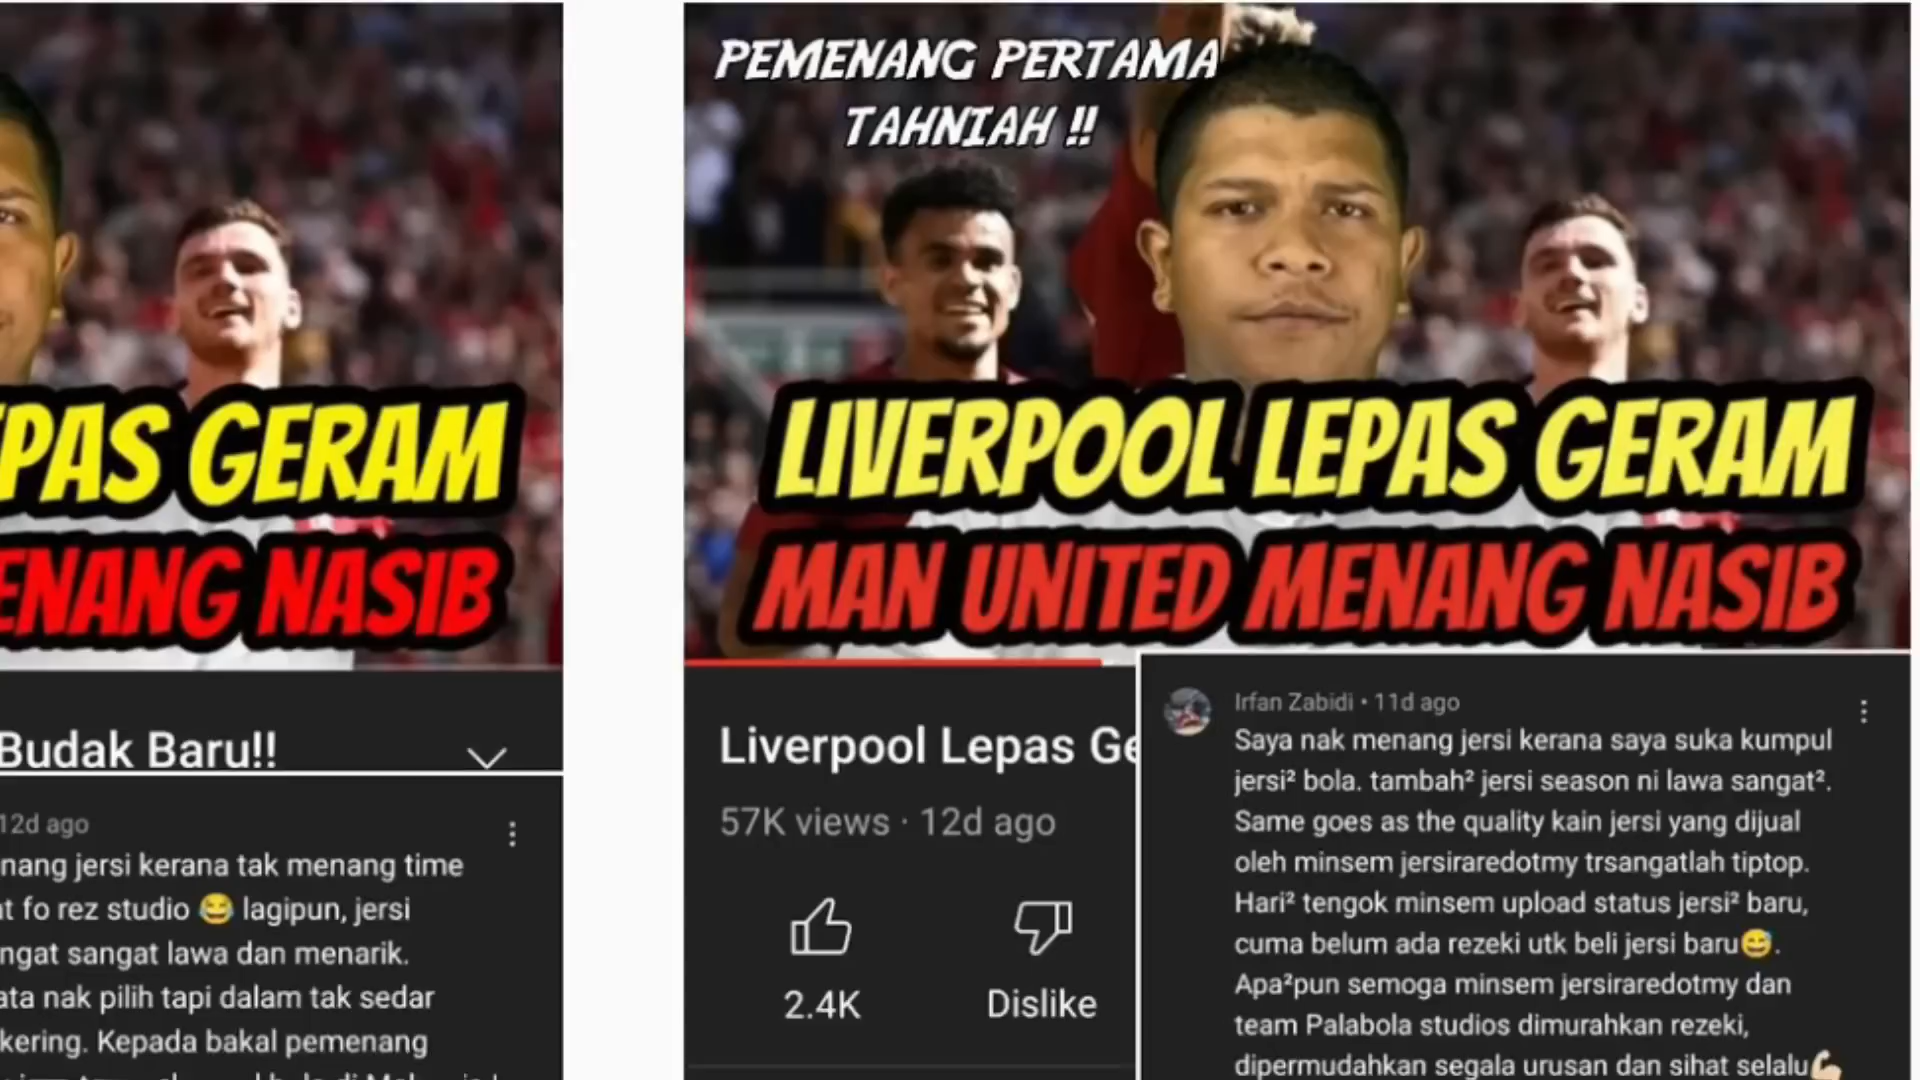 PAS GERAM
ENANG NASIB
Budak Baru!!
12d ago
nang jersi kerana tak menang time
fo rez studio 😂 lagipun, jersi
ngat sangat lawa dan menarik.
ata nak pilih tapi dalam tak sedar
kering. Kepada bakal pemenang
PEMENANG PERTAMA
TAHNIAH !!
LIVERPOOL LEPAS GERAM
MAN UNITED MENANG NASIB
Liverpool Lepas Ge
57K views · 12d ago
2.4K
Dislike
Irfan Zabidi • 11d ago
Saya nak menang jersi kerana saya suka kumpul
jersi² bola. tambah² jersi season ni lawa sangat².
Same goes as the quality kain jersi yang dijual
oleh minsem jersiraredotmy trsangatlah tiptop.
Hari² tengok minsem upload status jersi² baru,
cuma belum ada rezeki utk beli jersi baru😅.
Apa²pun semoga minsem jersiraredotmy dan
team Palabola studios dimurahkan rezeki,
dipermudahkan segala urusan dan sihat selalu💪🏻